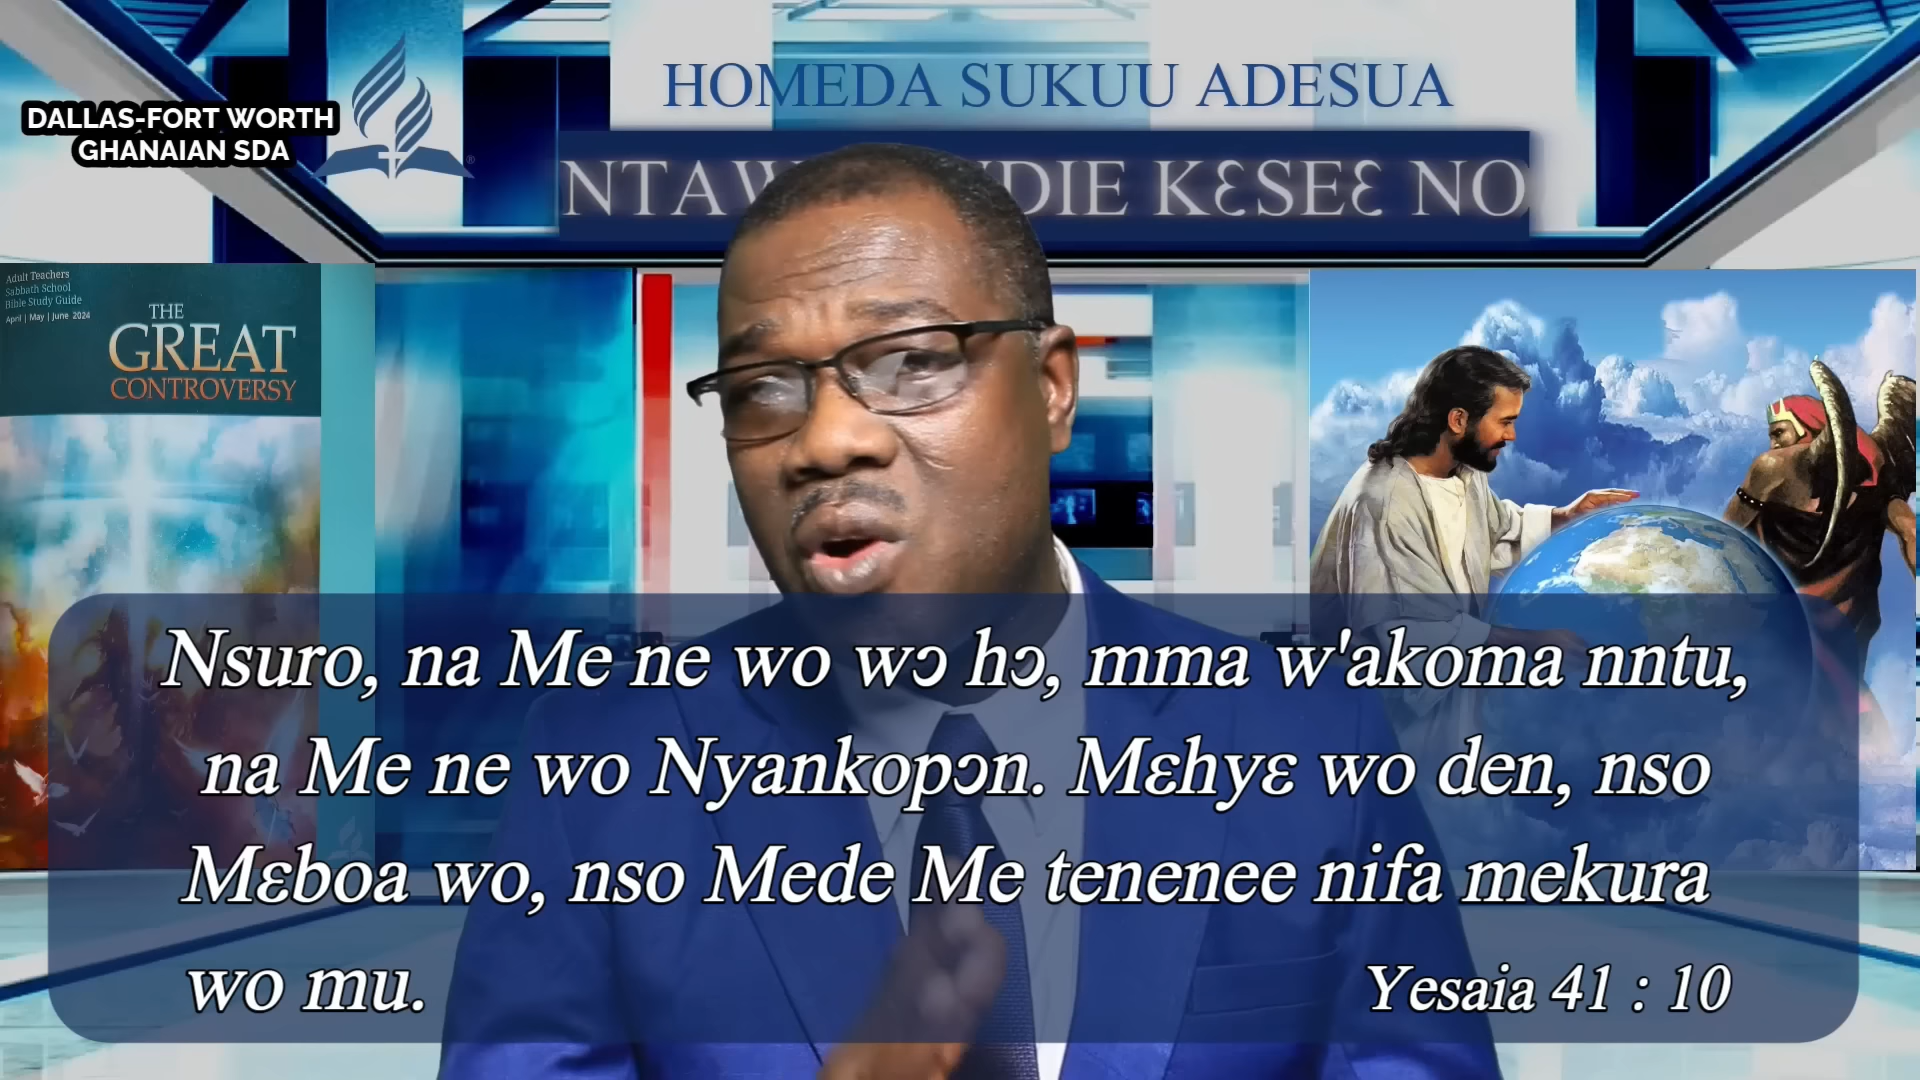 DALLAS-FORT WORTH
GHANAIAN SDA
HOMEDA SUKUU ADESUA
KƐSEƐ NO
Adult Teachers
Sabbath School
Bible Study Guide
April | May | June 2024
THE
GREAT
CONTROVERSY
Nsuro, na Me ne wo wɔ hɔ, mma w'akoma nntu,
na Me ne wo Nyankopɔn. Mɛhyɛ wo den, nso
Mɛboa wo, nso Mede Me tenenee nifa mekura
wo mu.
Yesaia 41 : 10